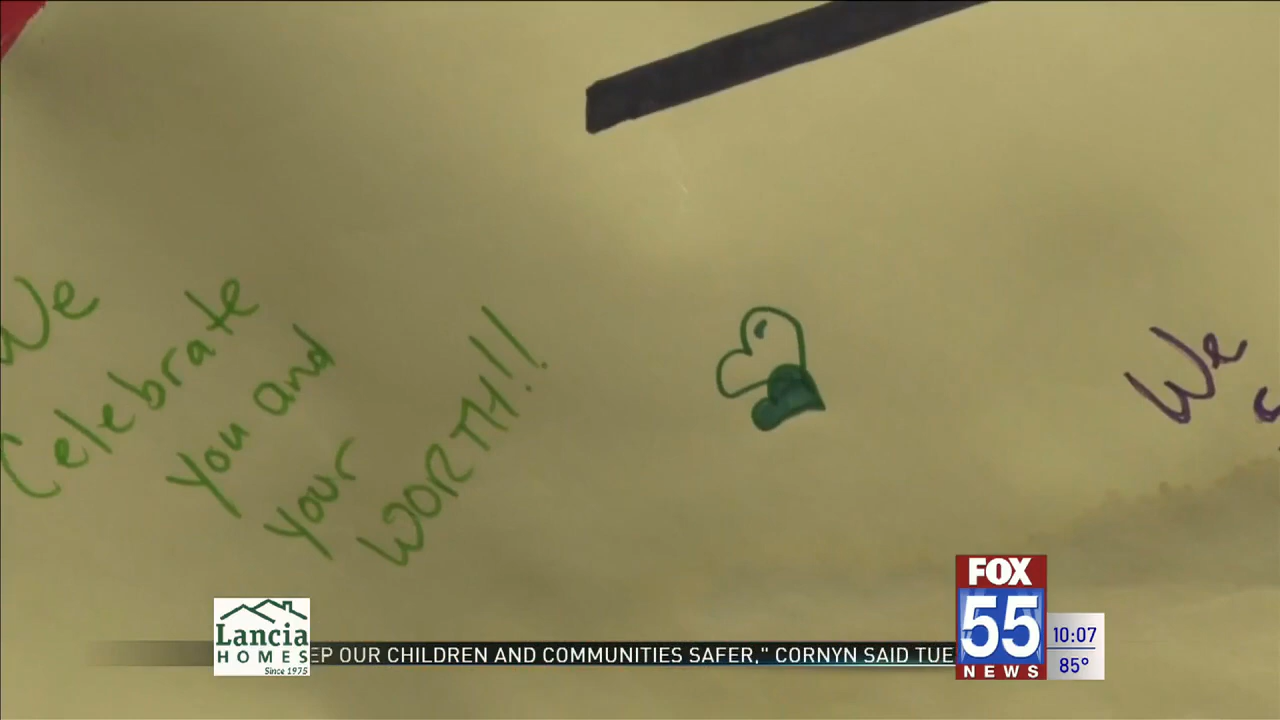 We
Celebrate
you and
your
WORTH!!
We
Lancia
HOMES
Since 1975
EP OUR CHILDREN AND COMMUNITIES SAFER," CORNYN SAID TUE
FOX
55
NEWS
10:07
85°